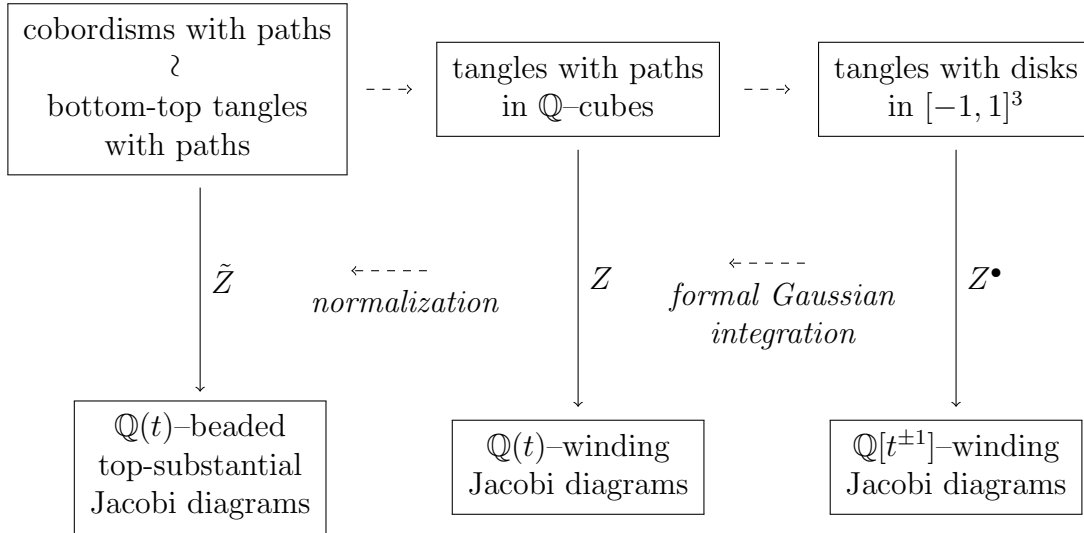 cobordisms with paths
≀
bottom-top tangles
with paths
tangles with paths
in ℚ–cubes
tangles with disks
in [−1, 1]³
Z̃
normalization
Z
formal Gaussian
integration
Z•
ℚ(t)–beaded
top-substantial
Jacobi diagrams
ℚ(t)–winding
Jacobi diagrams
ℚ[t±1]–winding
Jacobi diagrams